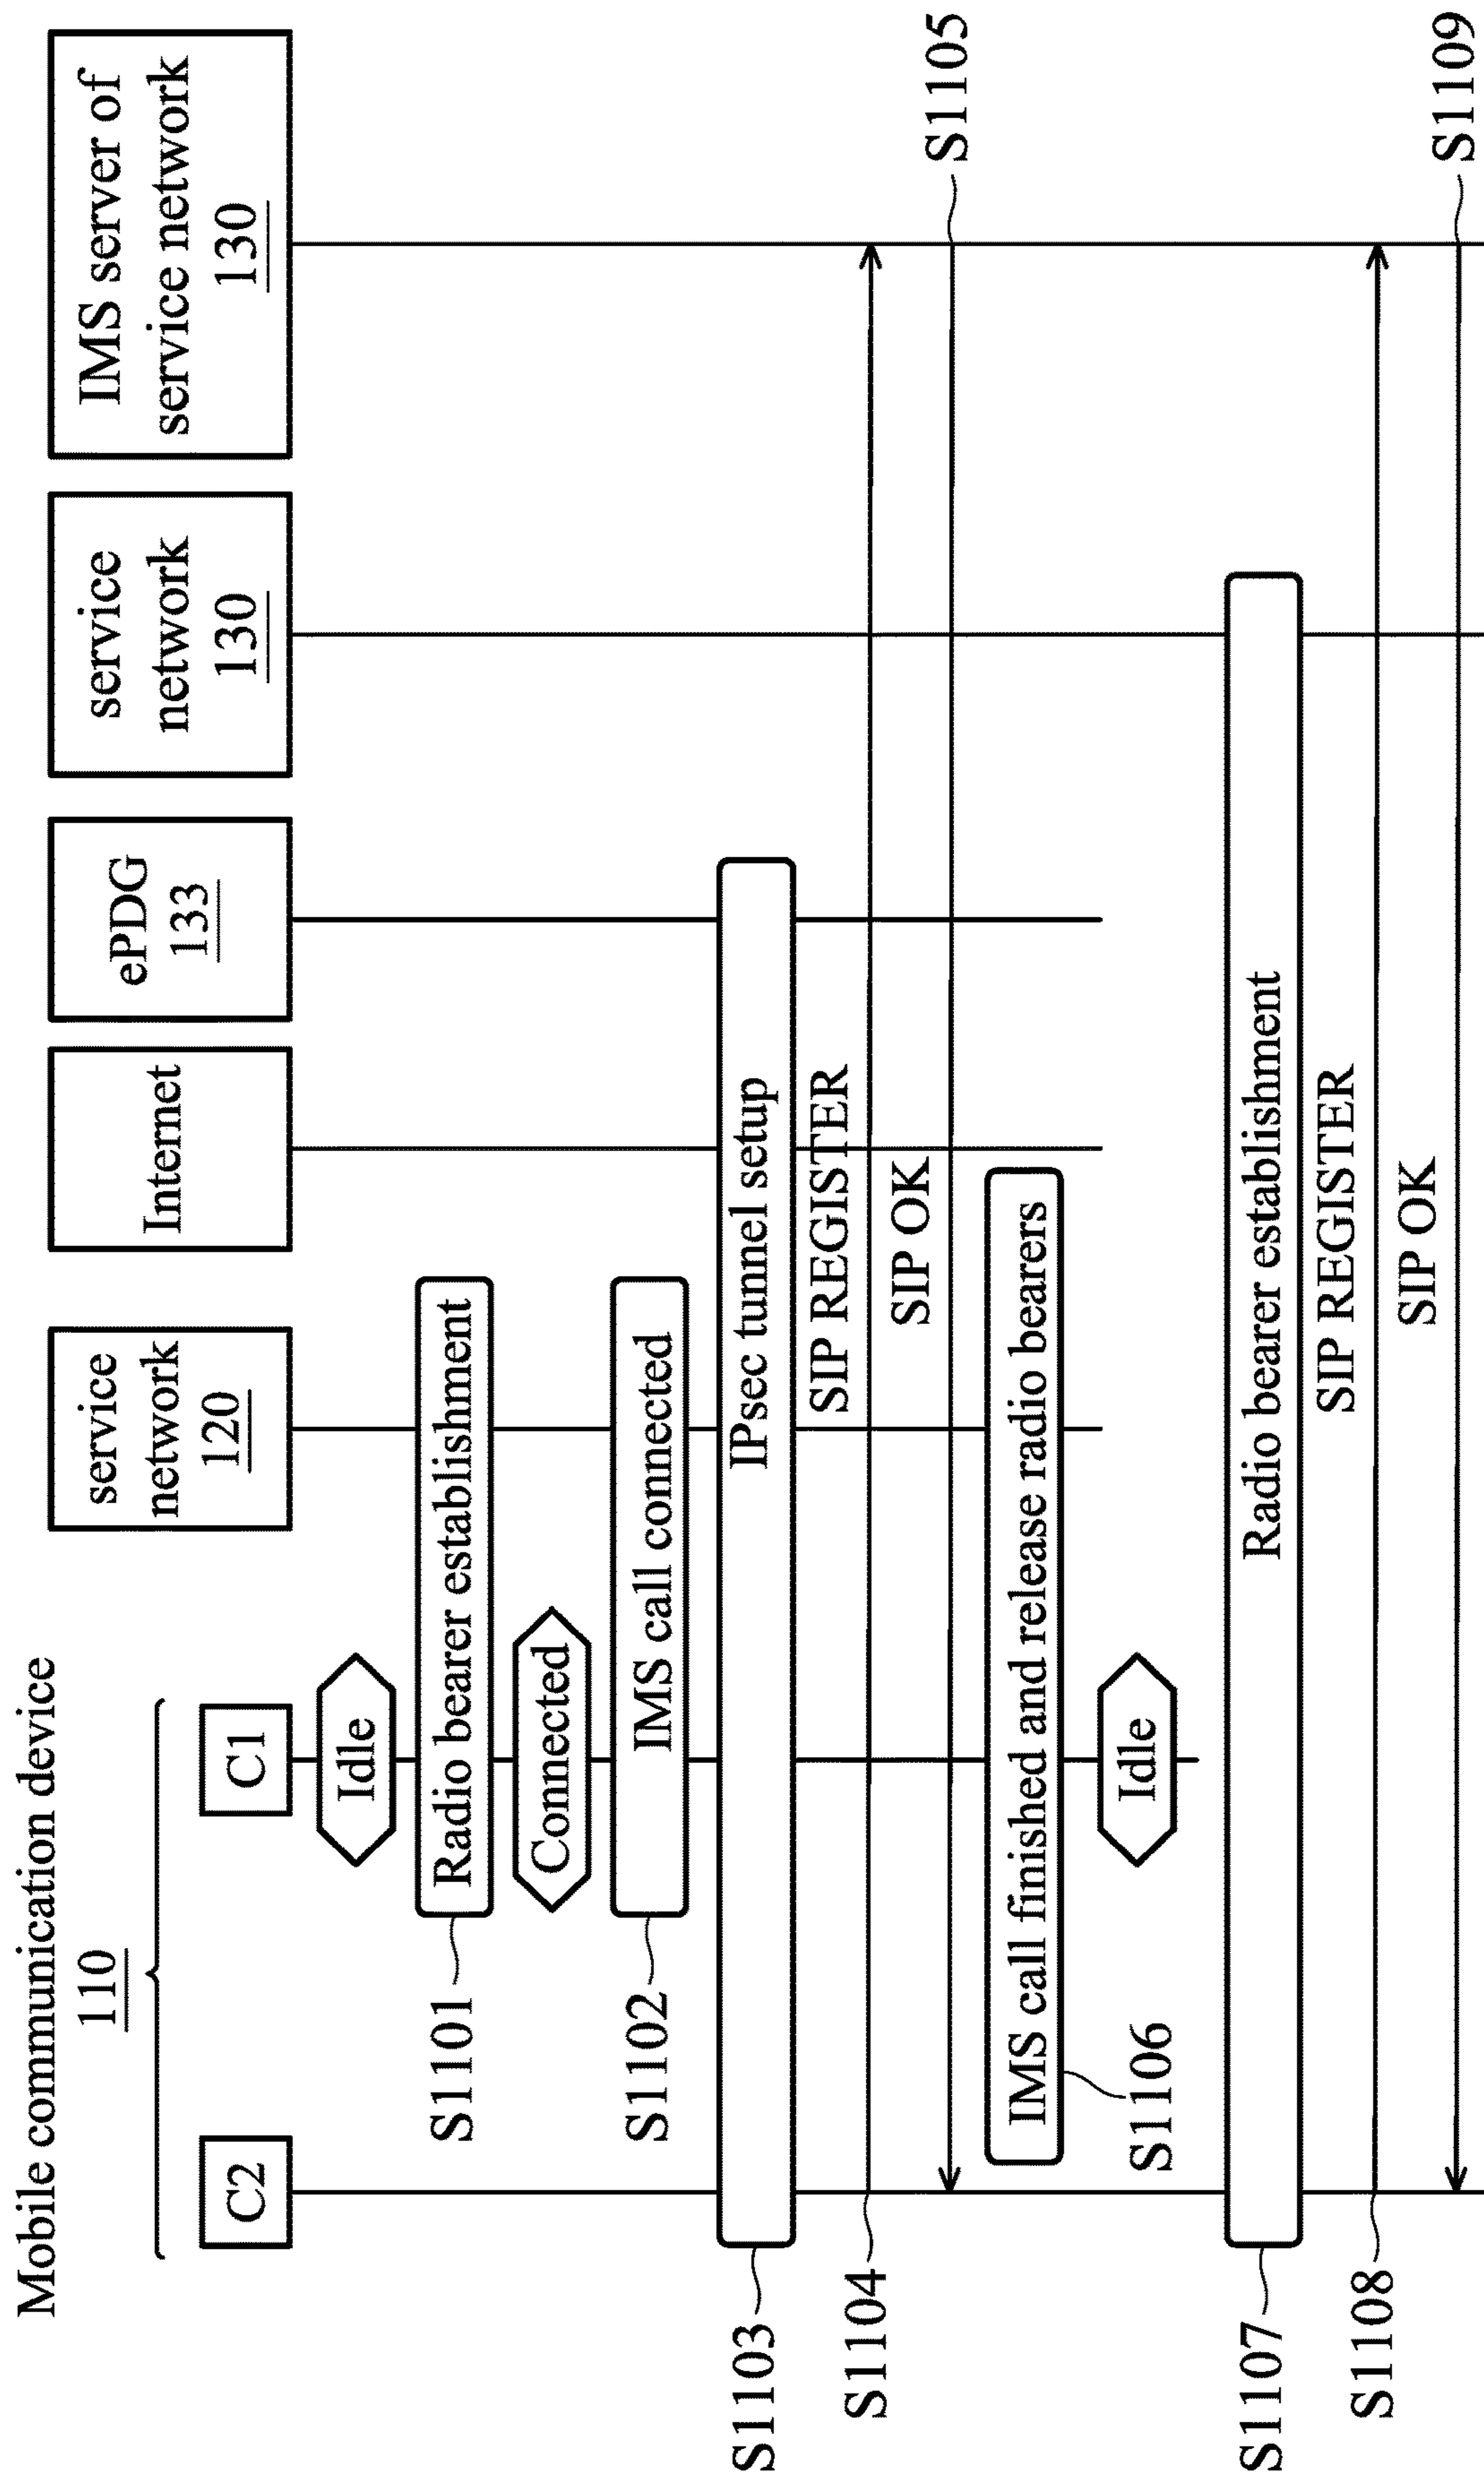 Mobile communication device
110
C2
C1
service
network
120
Internet
ePDG
133
service
network
130
IMS server of
service network
130
Idle
S1101
Radio bearer establishment
Connected
S1102
IMS call connected
S1103
IPsec tunnel setup
S1104
SIP REGISTER
SIP OK
S1105
IMS call finished and release radio bearers
S1106
Idle
S1107
Radio bearer establishment
S1108
SIP REGISTER
SIP OK
S1109